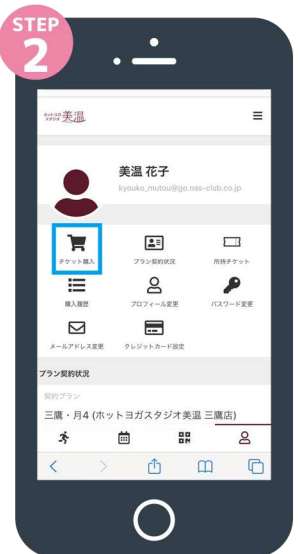 STEP
2
ホットヨガ
スタジオ 美温
美温 花子
kyouko_mutou@go.nas-club.co.jp
チケット購入
プラン契約状況
所持チケット
購入履歴
プロフィール変更
パスワード変更
メールアドレス変更
クレジットカード設定
プラン契約状況
契約プラン
三鷹・月4 (ホットヨガスタジオ美温 三鷹店)